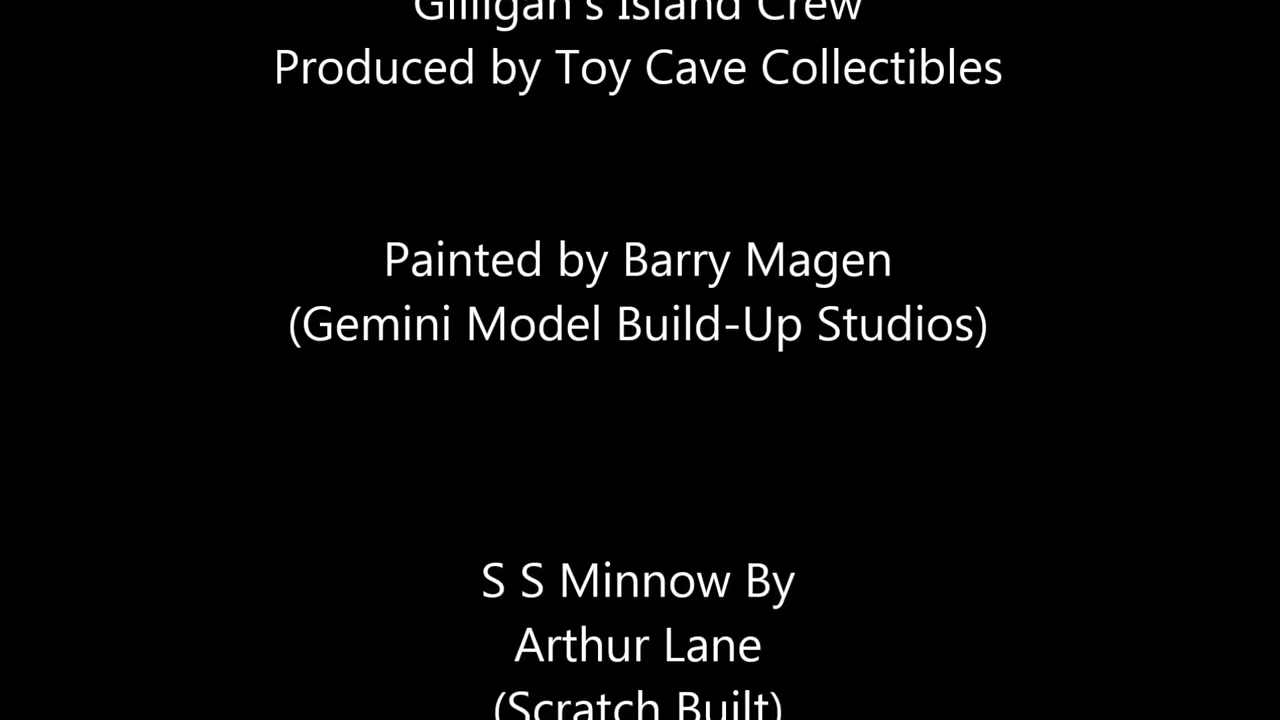 Gilligan's Island Crew
Produced by Toy Cave Collectibles
Painted by Barry Magen
(Gemini Model Build-Up Studios)
S S Minnow By
Arthur Lane
(Scratch Built)